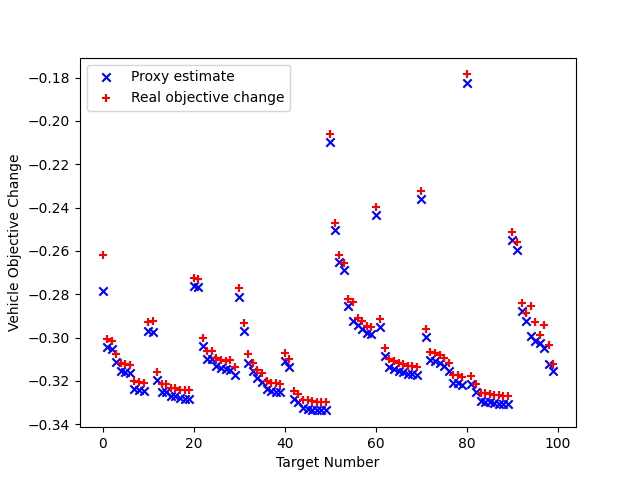 Proxy estimate
Real objective change
Vehicle Objective Change
−0.18
−0.20
−0.22
−0.24
−0.26
−0.28
−0.30
−0.32
−0.34
0 20 40 60 80 100
Target Number